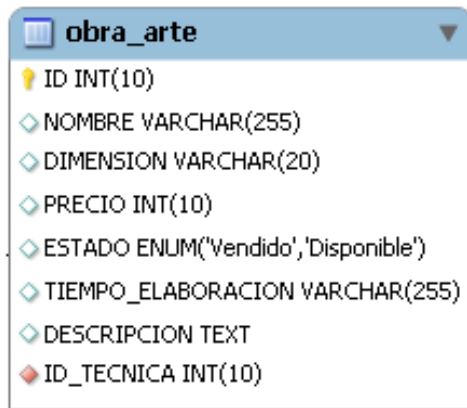 obra_arte
ID INT(10)
NOMBRE VARCHAR(255)
DIMENSION VARCHAR(20)
PRECIO INT(10)
ESTADO ENUM('Vendido','Disponible')
TIEMPO_ELABORACION VARCHAR(255)
DESCRIPCION TEXT
ID_TECNICA INT(10)